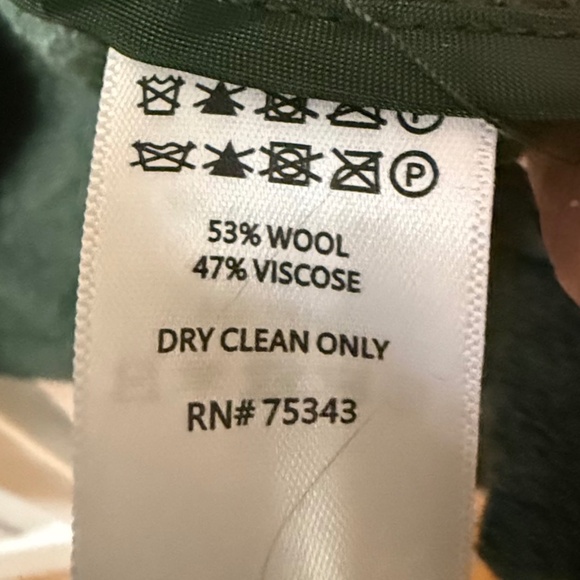 P
P
53% WOOL
47% VISCOSE
DRY CLEAN ONLY
RN# 75343